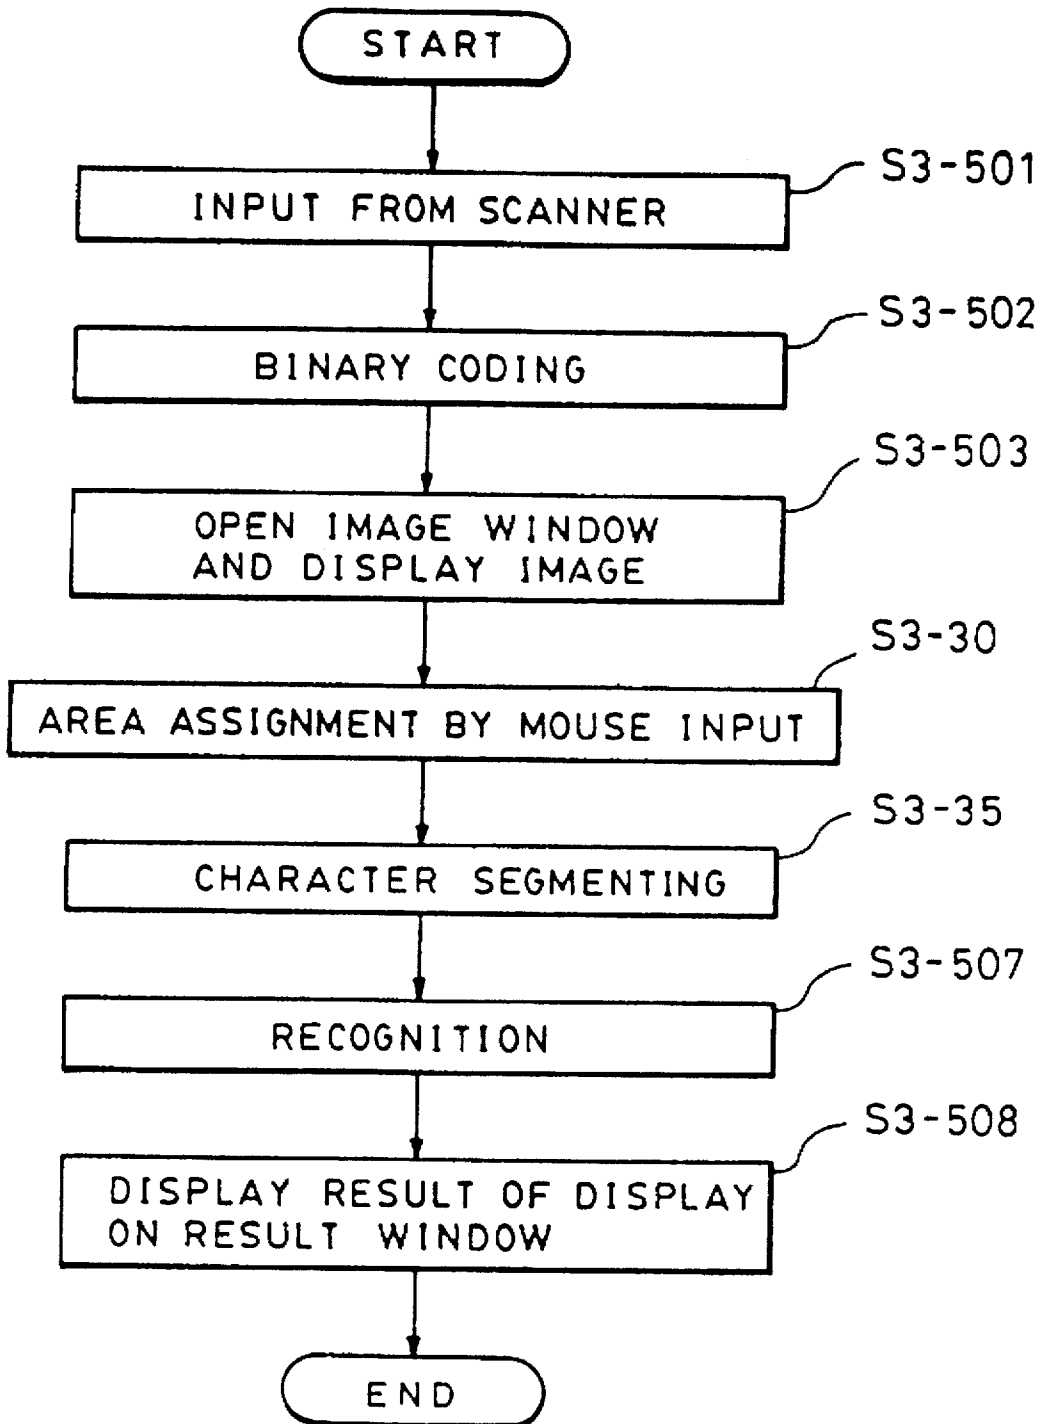 START
S3-501
INPUT FROM SCANNER
S3-502
BINARY CODING
S3-503
OPEN IMAGE WINDOW
AND DISPLAY IMAGE
S3-30
AREA ASSIGNMENT BY MOUSE INPUT
S3-35
CHARACTER SEGMENTING
S3-507
RECOGNITION
S3-508
DISPLAY RESULT OF DISPLAY
ON RESULT WINDOW
END